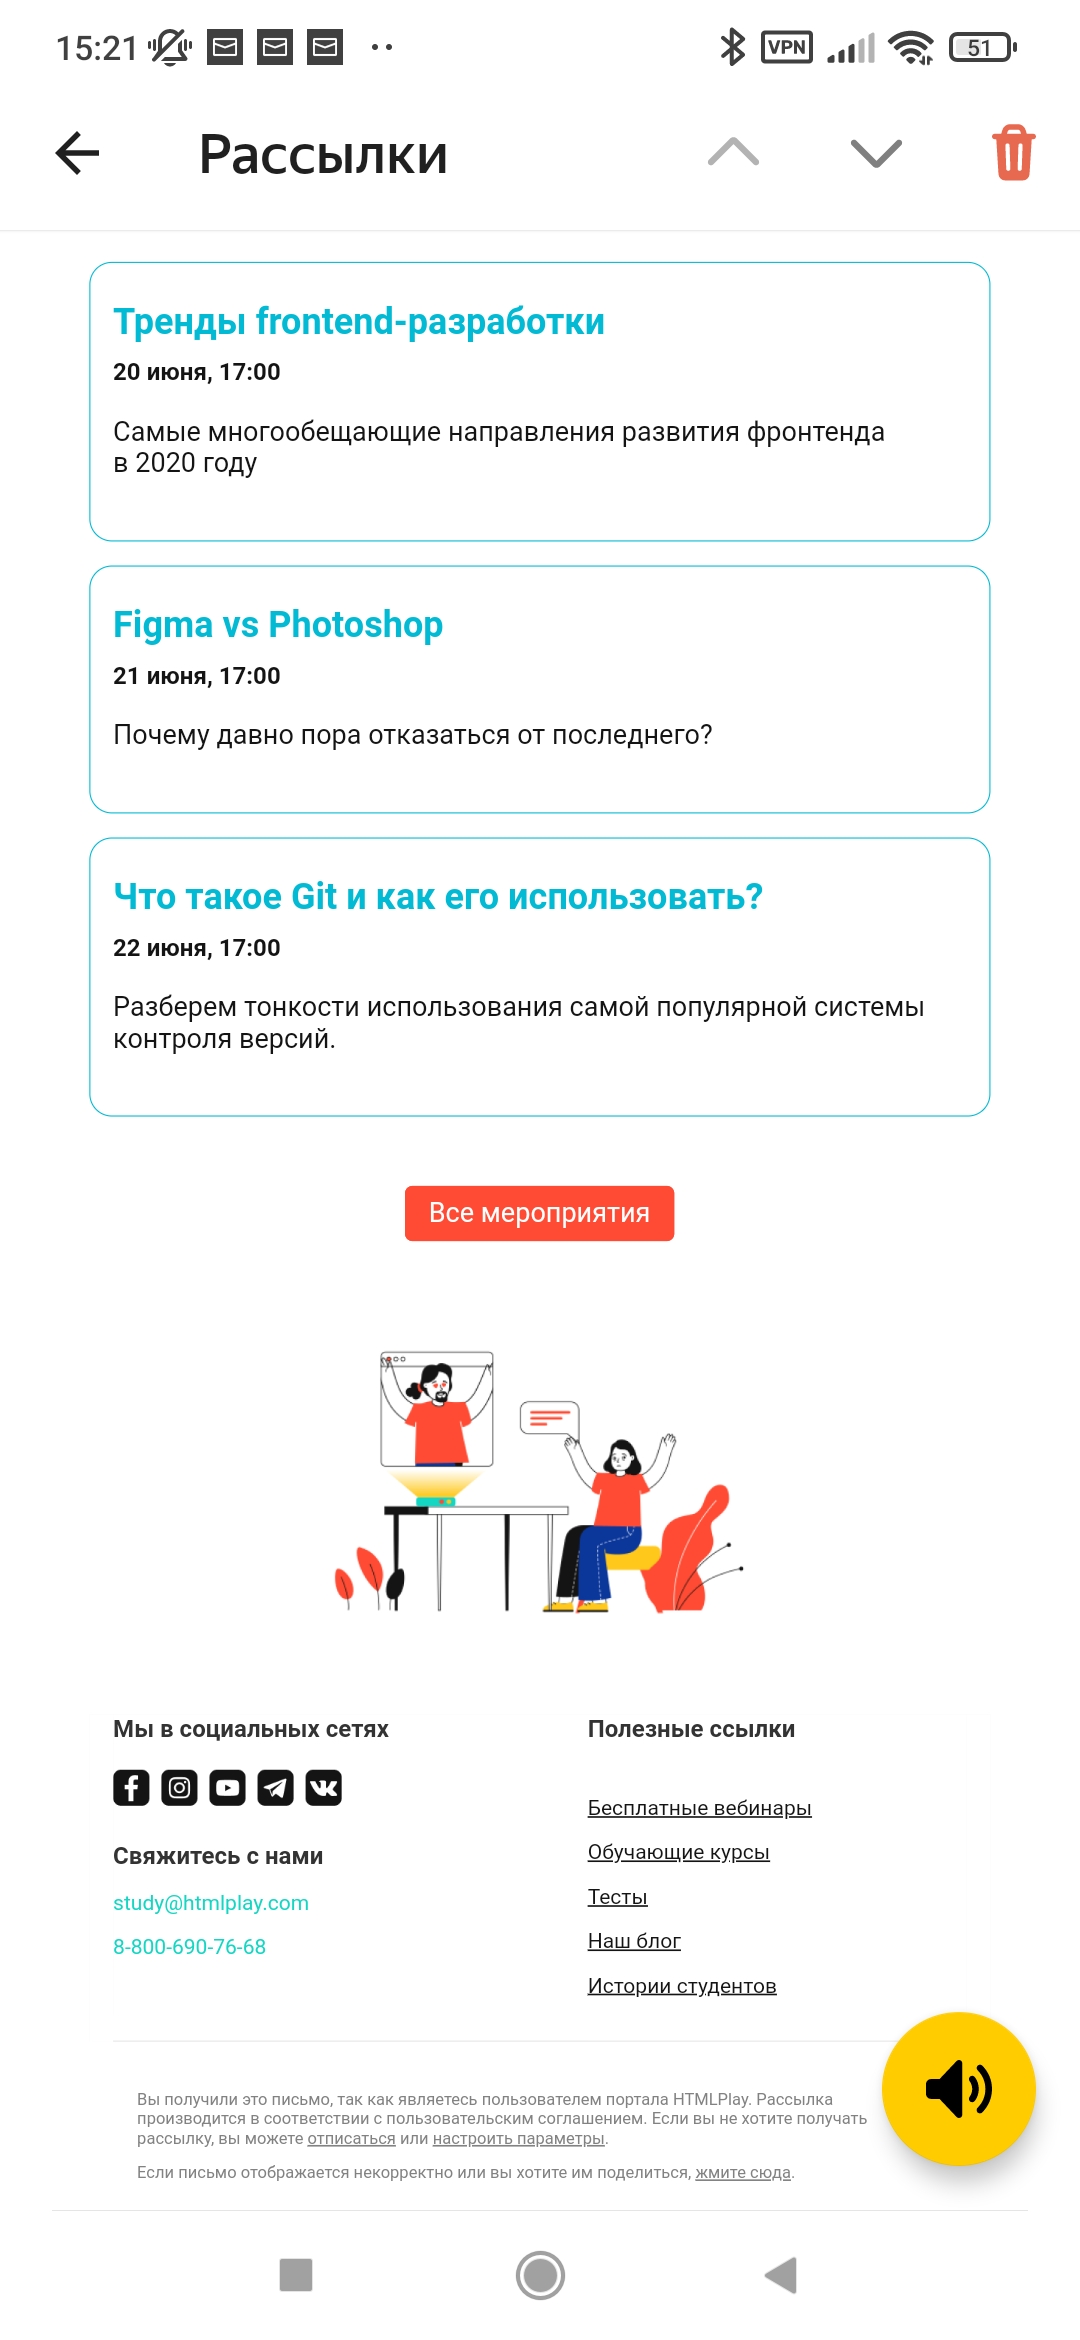 15:21
VPN
51
Рассылки
Тренды frontend-разработки
20 июня, 17:00
Самые многообещающие направления развития фронтенда
в 2020 году
Figma vs Photoshop
21 июня, 17:00
Почему давно пора отказаться от последнего?
Что такое Git и как его использовать?
22 июня, 17:00
Разберем тонкости использования самой популярной системы
контроля версий.
Все мероприятия
Мы в социальных сетях
Свяжитесь с нами
study@htmlplay.com
8-800-690-76-68
Полезные ссылки
Бесплатные вебинары
Обучающие курсы
Тесты
Наш блог
Истории студентов
Вы получили это письмо, так как являетесь пользователем портала HTMLPlay. Рассылка
производится в соответствии с пользовательским соглашением. Если вы не хотите получать
рассылку, вы можете отписаться или настроить параметры.
Если письмо отображается некорректно или вы хотите им поделиться, жмите сюда.